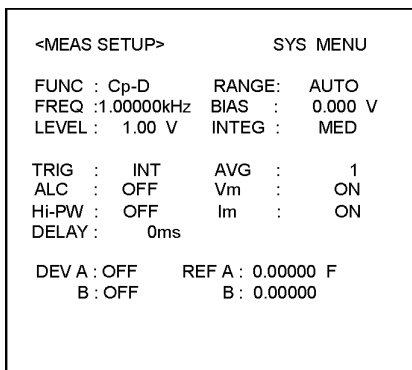 <MEAS SETUP> SYS MENU
FUNC : Cp-D RANGE: AUTO
FREQ :1.00000kHz BIAS : 0.000 V
LEVEL : 1.00 V INTEG : MED
TRIG : INT AVG : 1
ALC : OFF Vm : ON
Hi-PW : OFF Im : ON
DELAY : 0ms
DEV A : OFF REF A : 0.00000 F
B : OFF B : 0.00000